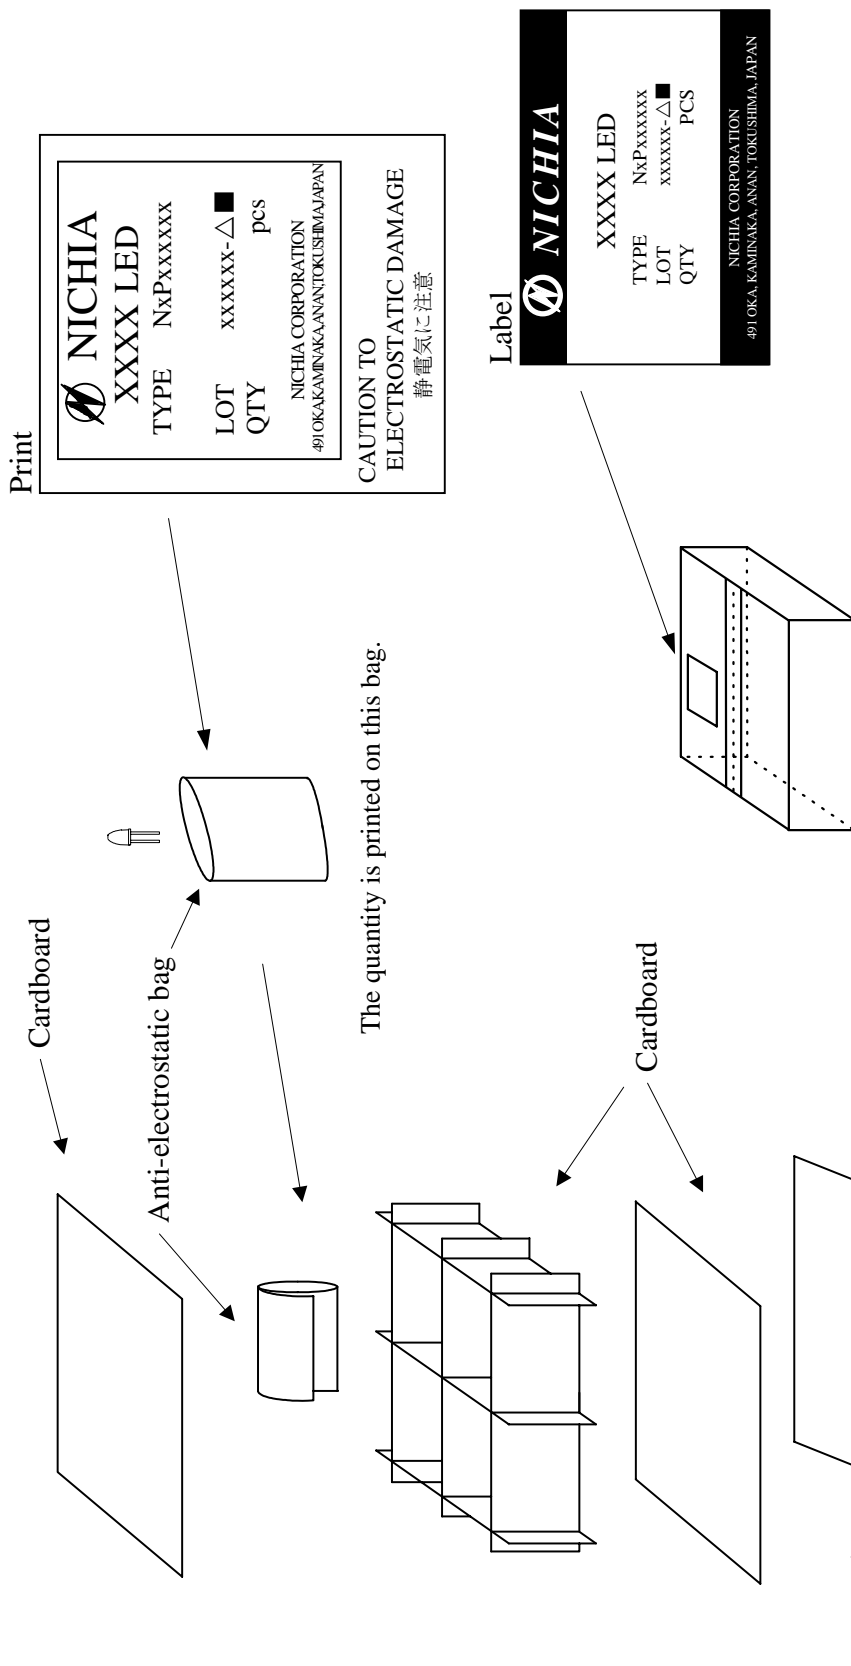 Print
NICHIA
XXXX LED
TYPE NxPxxxxxx
LOT xxxxxx-△■
QTY pcs
NICHIA CORPORATION
491 OKA,KAMINAKA,ANAN,TOKUSHIMA,JAPAN
CAUTION TO
ELECTROSTATIC DAMAGE
静電気に注意
Cardboard
Anti-electrostatic bag
The quantity is printed on this bag.
Label
NICHIA
XXXX LED
TYPE NxPxxxxxx
LOT xxxxxx-△■
QTY PCS
NICHIA CORPORATION
491 OKA, KAMINAKA, ANAN, TOKUSHIMA, JAPAN
Cardboard